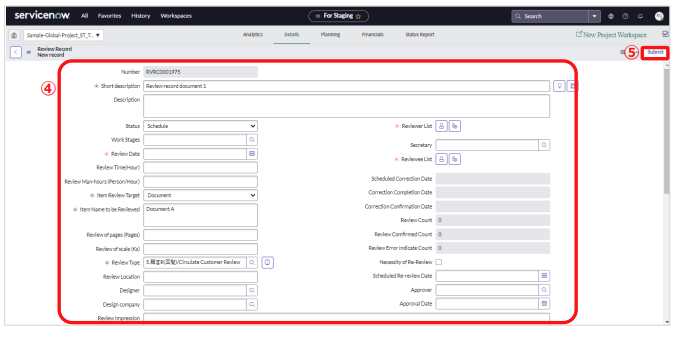 servicenow All Favorites History Workspaces For Staging ☆ Search
Sample-Global-Project_ST_T... ▼ Analytics Details Planning Financials Status Report New Project Workspace
Review Record
New record
⑤ Submit
④
Number RVRC0001975
* Short description Review record document 1
Description
Status Schedule * Reviewer List
Work Stages Secretary
* Review Date * Reviewee List
Review Time(Hour)
Review Man-hours (Person/Hour) Scheduled Correction Date
* Item Review Target Document Correction Completion Date
* Item Name to be Reviewed Document A Correction Confirmation Date
Review Count 0
Review of pages (Pages) Review Comfirmed Count 0
Review of scale (Ks) Review Error Indicate Count 0
* Review Type Necessity of Re-Review
Review Location Scheduled Re-review Date
Designer Approver
Design company Approval Date
Review Impression